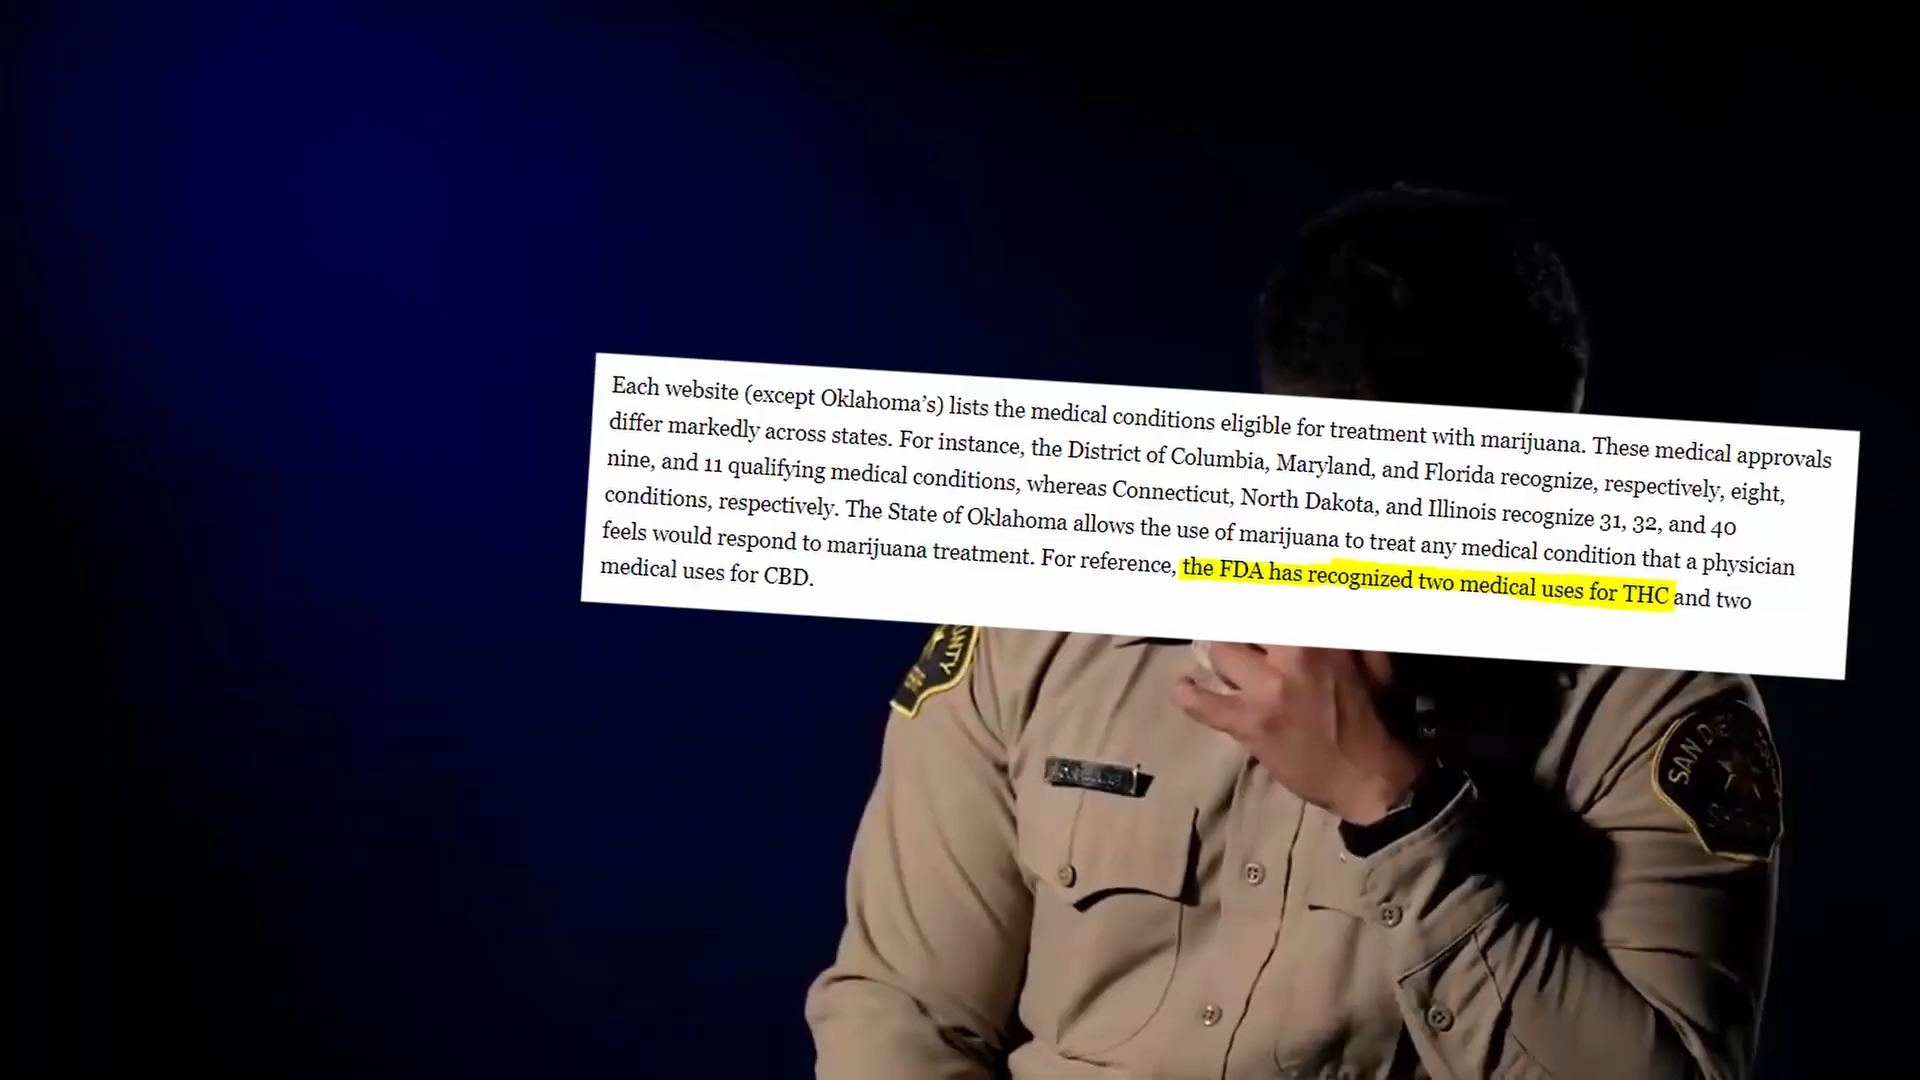 Each website (except Oklahoma's) lists the medical conditions eligible for treatment with marijuana. These medical approvals
differ markedly across states. For instance, the District of Columbia, Maryland, and Florida recognize, respectively, eight,
nine, and 11 qualifying medical conditions, whereas Connecticut, North Dakota, and Illinois recognize 31, 32, and 40
conditions, respectively. The State of Oklahoma allows the use of marijuana to treat any medical condition that a physician
feels would respond to marijuana treatment. For reference, the FDA has recognized two medical uses for THC and two
medical uses for CBD.
SAN DIE